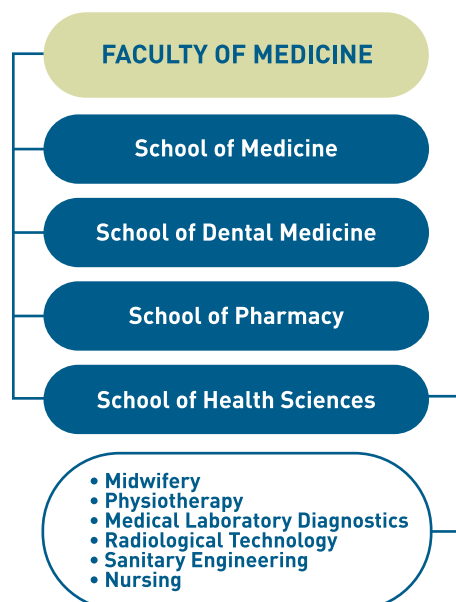 FACULTY OF MEDICINE
School of Medicine
School of Dental Medicine
School of Pharmacy
School of Health Sciences
• Midwifery
• Physiotherapy
• Medical Laboratory Diagnostics
• Radiological Technology
• Sanitary Engineering
• Nursing